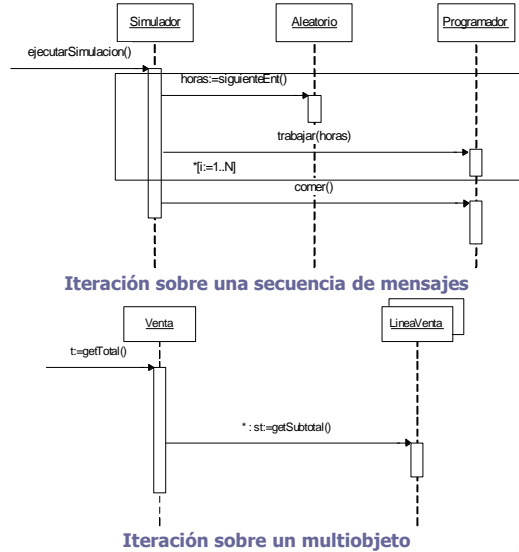 Simulador
Aleatorio
Programador
ejecutarSimulacion()
horas:=siguienteEnt()
trabajar(horas)
*[i:=1..N]
comer()
Iteración sobre una secuencia de mensajes
Venta
LineaVenta
t:=getTotal()
* : st:=getSubtotal()
Iteración sobre un multiobjeto